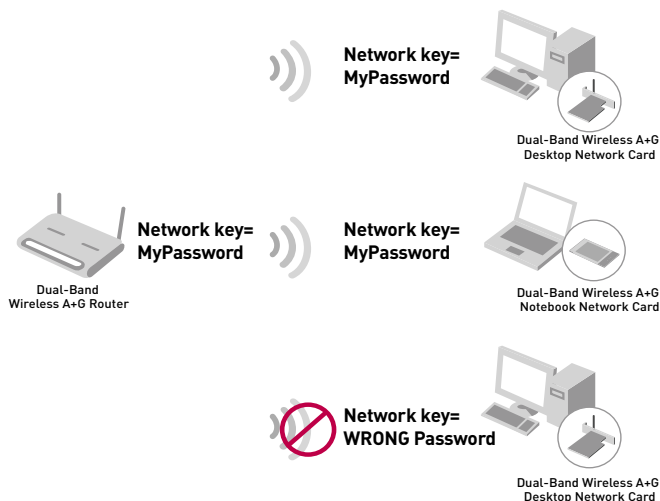 Network key=
MyPassword
Dual-Band Wireless A+G
Desktop Network Card
Network key=
MyPassword
Dual-Band
Wireless A+G Router
Network key=
MyPassword
Dual-Band Wireless A+G
Notebook Network Card
Network key=
WRONG Password
Dual-Band Wireless A+G
Desktop Network Card